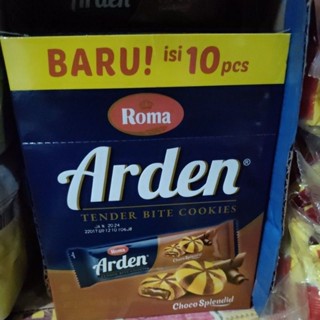 BARU! isi 10 pcs
Roma
Arden®
TENDER BITE COOKIES
Roma
Arden
Choco Splendid